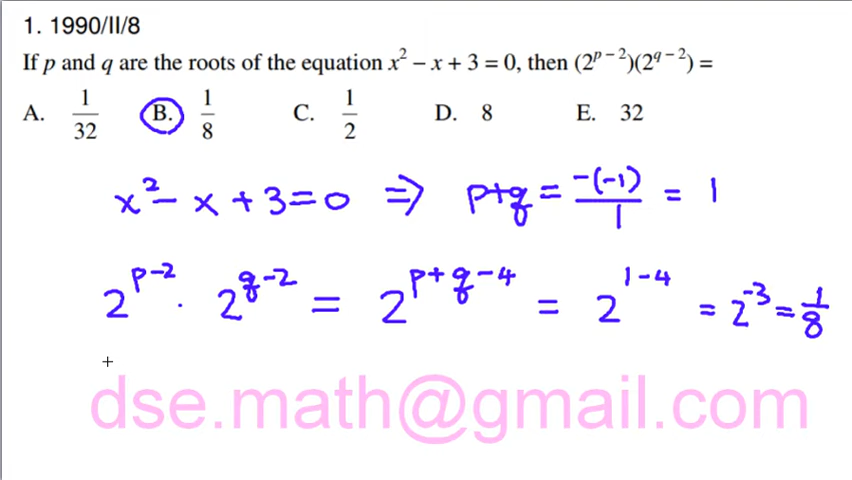 1. 1990/II/8
If p and q are the roots of the equation x² − x + 3 = 0, then (2^(p − 2))(2^(q − 2)) =
A. 1/32 B. 1/8 C. 1/2 D. 8 E. 32
x² − x + 3 = 0 ⇒ p+q = −(−1)/1 = 1
2^(p−2) · 2^(q−2) = 2^(p+q−4) = 2^(1−4) = 2^(−3) = 1/8
dse.math@gmail.com